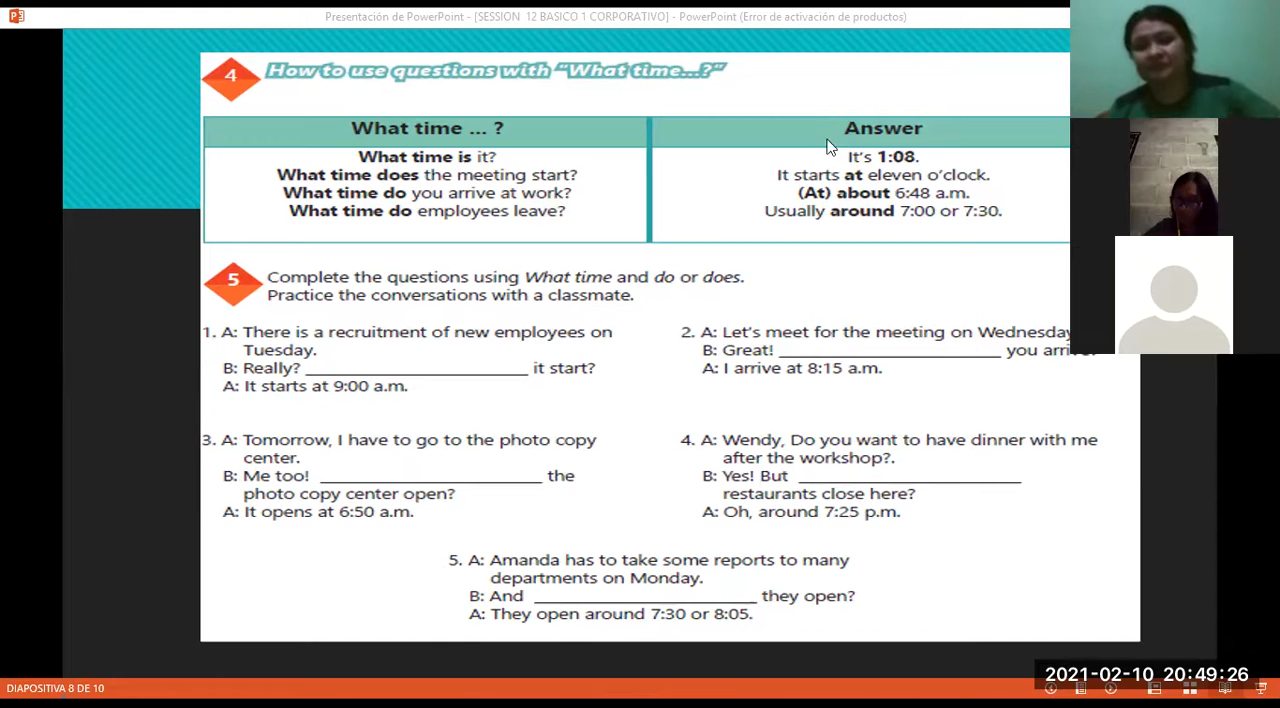 Presentación de PowerPoint - [SESSION 12 BASICO 1 CORPORATIVO] - PowerPoint (Error de activación de productos)
4 How to use questions with "What time...?"
What time ... ?
What time is it?
What time does the meeting start?
What time do you arrive at work?
What time do employees leave?
Answer
It's 1:08.
It starts at eleven o'clock.
(At) about 6:48 a.m.
Usually around 7:00 or 7:30.
5 Complete the questions using What time and do or does.
Practice the conversations with a classmate.
1. A: There is a recruitment of new employees on
Tuesday.
B: Really? ____________________ it start?
A: It starts at 9:00 a.m.
2. A: Let's meet for the meeting on Wednesday
B: Great! ____________________ you
A: I arrive at 8:15 a.m.
3. A: Tomorrow, I have to go to the photo copy
center.
B: Me too! ____________________ the
photo copy center open?
A: It opens at 6:50 a.m.
4. A: Wendy, Do you want to have dinner with me
after the workshop?.
B: Yes! But ____________________
restaurants close here?
A: Oh, around 7:25 p.m.
5. A: Amanda has to take some reports to many
departments on Monday.
B: And ____________________ they open?
A: They open around 7:30 or 8:05.
2021-02-10 20:49:26
DIAPOSITIVA 8 DE 10